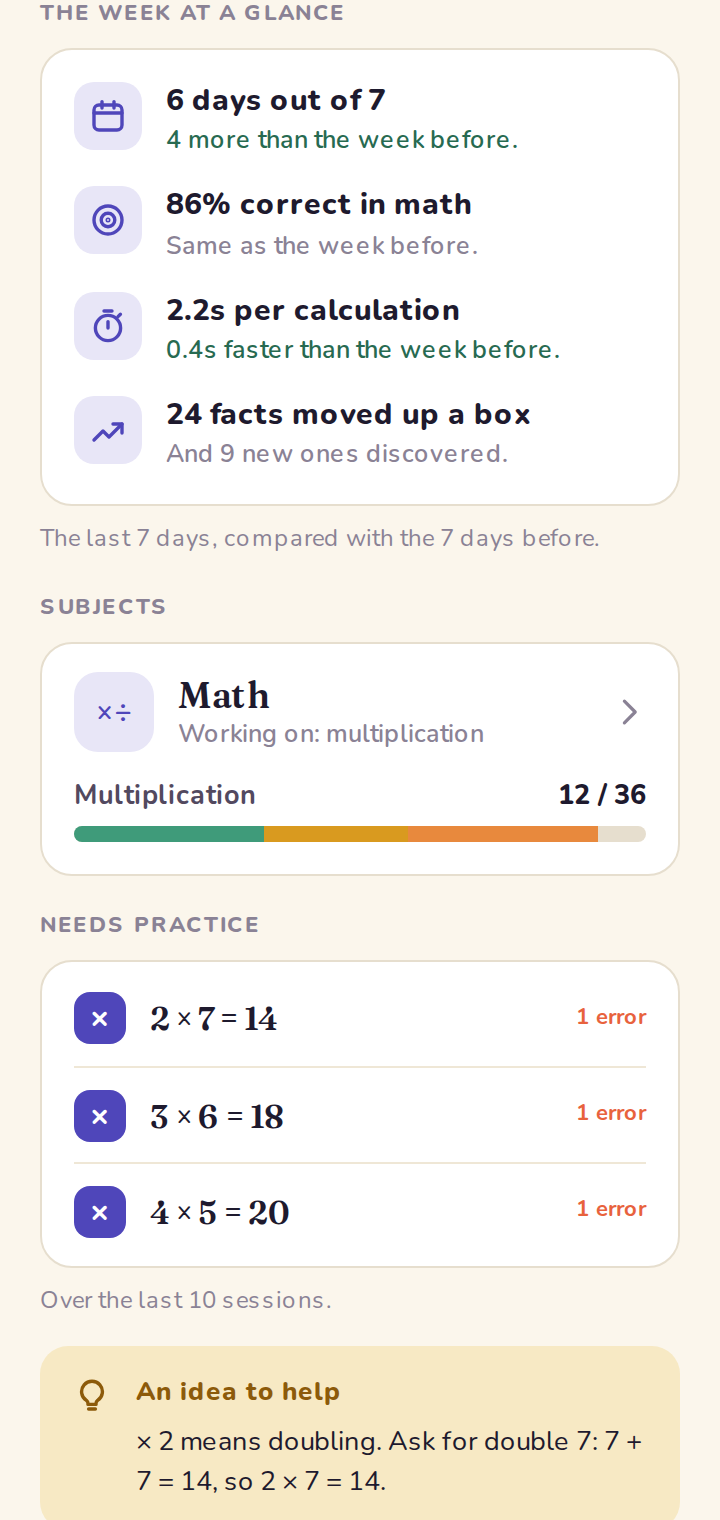 THE WEEK AT A GLANCE
6 days out of 7
4 more than the week before.
86% correct in math
Same as the week before.
2.2s per calculation
0.4s faster than the week before.
24 facts moved up a box
And 9 new ones discovered.
The last 7 days, compared with the 7 days before.
SUBJECTS
×÷
Math
Working on: multiplication
Multiplication
12 / 36
NEEDS PRACTICE
× 2 × 7 = 14 1 error
× 3 × 6 = 18 1 error
× 4 × 5 = 20 1 error
Over the last 10 sessions.
An idea to help
× 2 means doubling. Ask for double 7: 7 +
7 = 14, so 2 × 7 = 14.